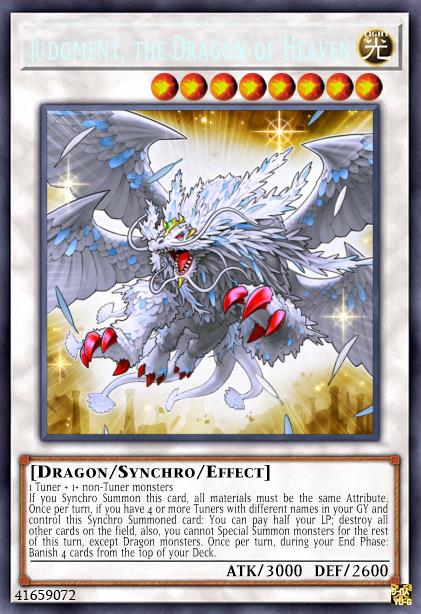 Judgment, the Dragon of Heaven
LIGHT
光
[Dragon/Synchro/Effect]
1 Tuner + 1+ non-Tuner monsters
If you Synchro Summon this card, all materials must be the same Attribute.
Once per turn, if you have 4 or more Tuners with different names in your GY and
control this Synchro Summoned card: You can pay half your LP; destroy all
other cards on the field, also, you cannot Special Summon monsters for the rest
of this turn, except Dragon monsters. Once per turn, during your End Phase:
Banish 4 cards from the top of your Deck.
ATK/3000 DEF/2600
41659072